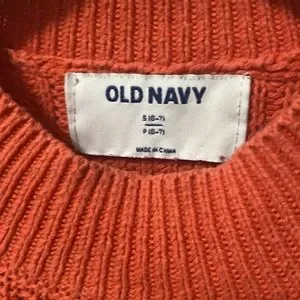 OLD NAVY
S (6-7)
P (6-7)
MADE IN CHINA